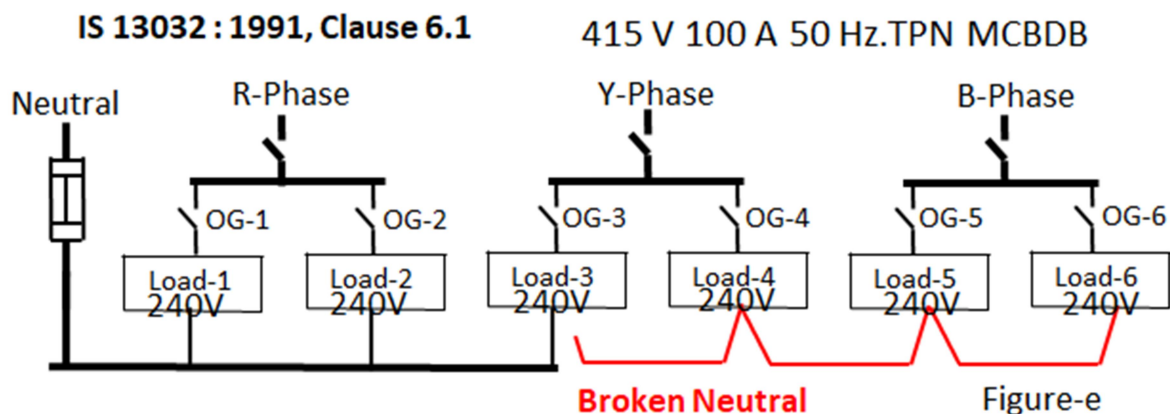 IS 13032 : 1991, Clause 6.1
415 V 100 A 50 Hz.TPN MCBDB
Neutral
R-Phase
Y-Phase
B-Phase
OG-1
OG-2
OG-3
OG-4
OG-5
OG-6
Load-1
240V
Load-2
240V
Load-3
240V
Load-4
240V
Load-5
240V
Load-6
240V
Broken Neutral
Figure-e